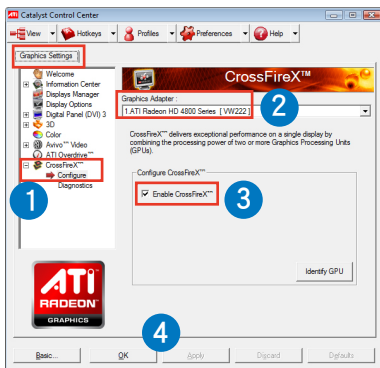 ATI Catalyst Control Center
View Hotkeys Profiles Preferences Help
Graphics Settings
Welcome
Information Center
Displays Manager
Display Options
Digital Panel (DVI) 3
3D
Color
Avivo™ Video
ATI Overdrive™
CrossFireX™
Configure
Diagnostics
1
CrossFireX™
Graphics Adapter :
1.ATI Radeon HD 4800 Series [ VW222 ]
2
CrossFireX™ delivers exceptional performance on a single display by
combining the processing power of two or more Graphics Processing Units
(GPUs).
Configure CrossFireX™
Enable CrossFireX™
3
Identify GPU
ATI
RADEON
GRAPHICS
4
Basic... OK Apply Discard Defaults